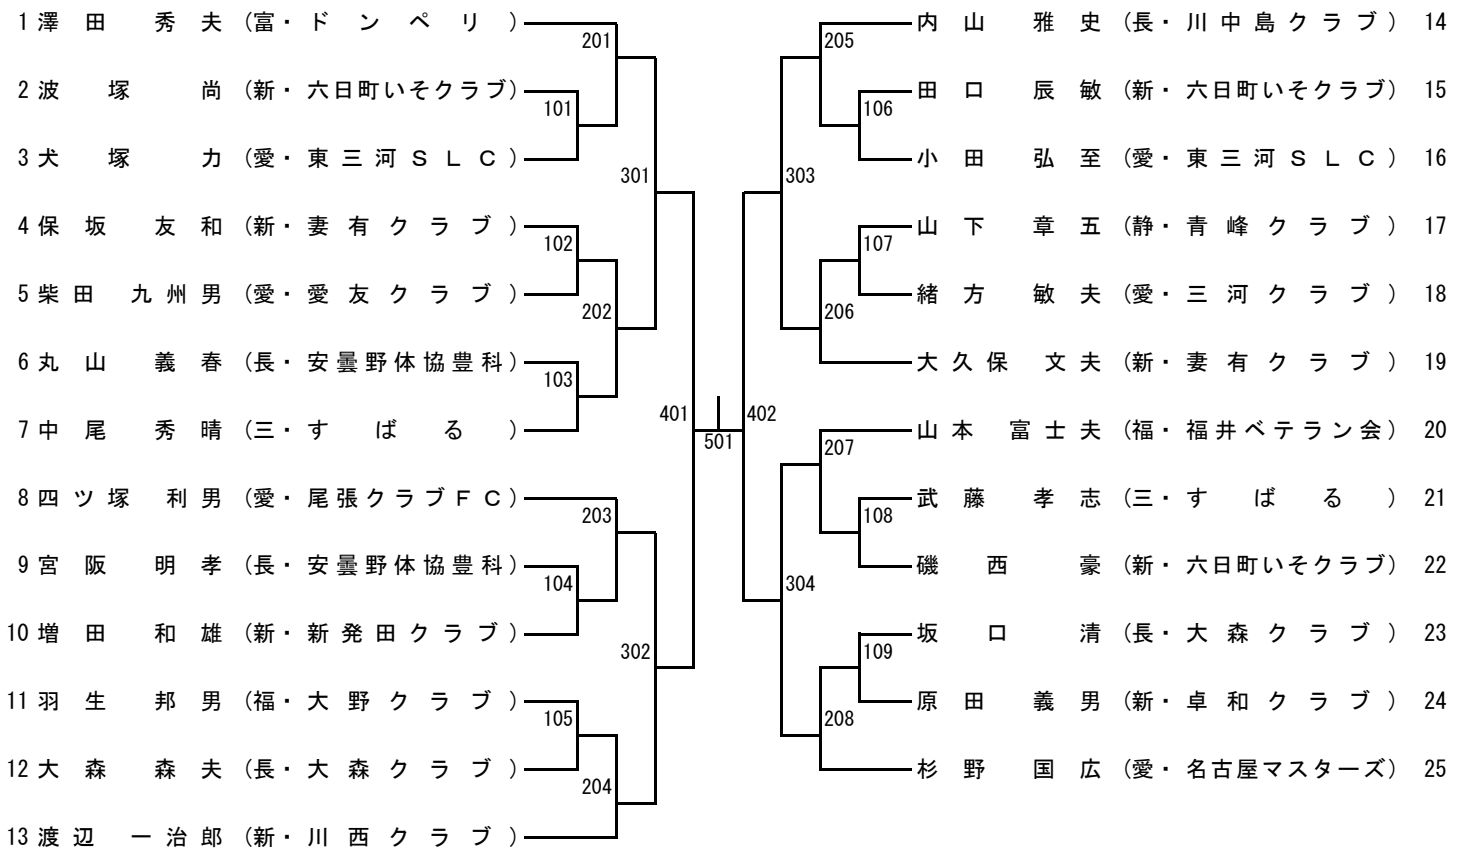 1 澤田 秀夫 (富・ドンペリ)
201
2 波塚 尚 (新・六日町いそクラブ)
101
3 犬塚 力 (愛・東三河SLC)
301
4 保坂 友和 (新・妻有クラブ)
102
5 柴田 九州男 (愛・愛友クラブ)
202
6 丸山 義春 (長・安曇野体協豊科)
103
7 中尾 秀晴 (三・すばる)
401
8 四ツ塚 利男 (愛・尾張クラブFC)
203
9 宮阪 明孝 (長・安曇野体協豊科)
104
10 増田 和雄 (新・新発田クラブ)
302
11 羽生 邦男 (福・大野クラブ)
105
12 大森 森夫 (長・大森クラブ)
204
13 渡辺 一治郎 (新・川西クラブ)
501
内山 雅史 (長・川中島クラブ) 14
205
田口 辰敏 (新・六日町いそクラブ) 15
106
小田 弘至 (愛・東三河SLC) 16
303
山下 章五 (静・青峰クラブ) 17
107
緒方 敏夫 (愛・三河クラブ) 18
206
大久保 文夫 (新・妻有クラブ) 19
402
山本 富士夫 (福・福井ベテラン会) 20
207
武藤 孝志 (三・すばる) 21
108
磯西 豪 (新・六日町いそクラブ) 22
304
坂口 清 (長・大森クラブ) 23
109
原田 義男 (新・卓和クラブ) 24
208
杉野 国広 (愛・名古屋マスターズ) 25